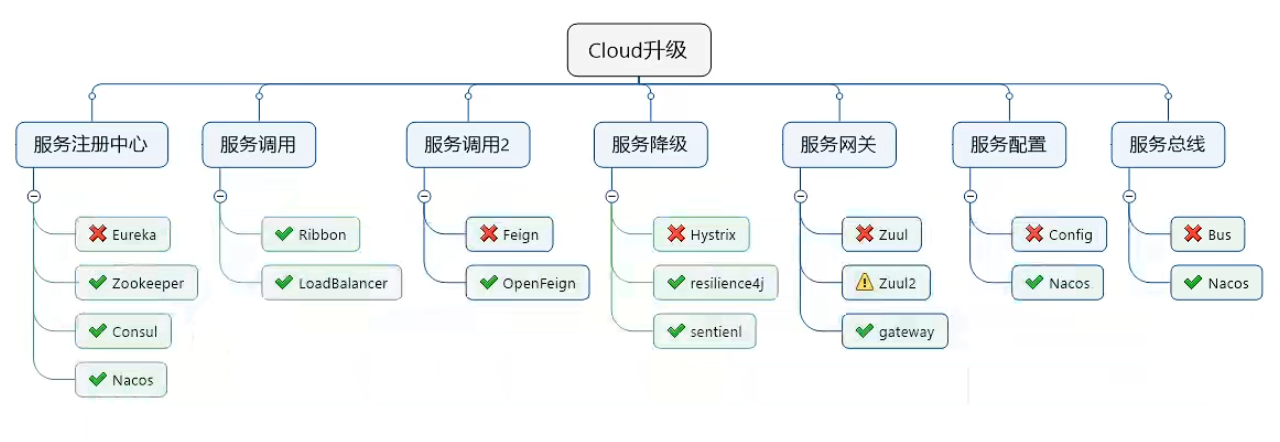 Cloud升级
服务注册中心
服务调用
服务调用2
服务降级
服务网关
服务配置
服务总线
Eureka
Zookeeper
Consul
Nacos
Ribbon
LoadBalancer
Feign
OpenFeign
Hystrix
resilience4j
sentienl
Zuul
Zuul2
gateway
Config
Nacos
Bus
Nacos